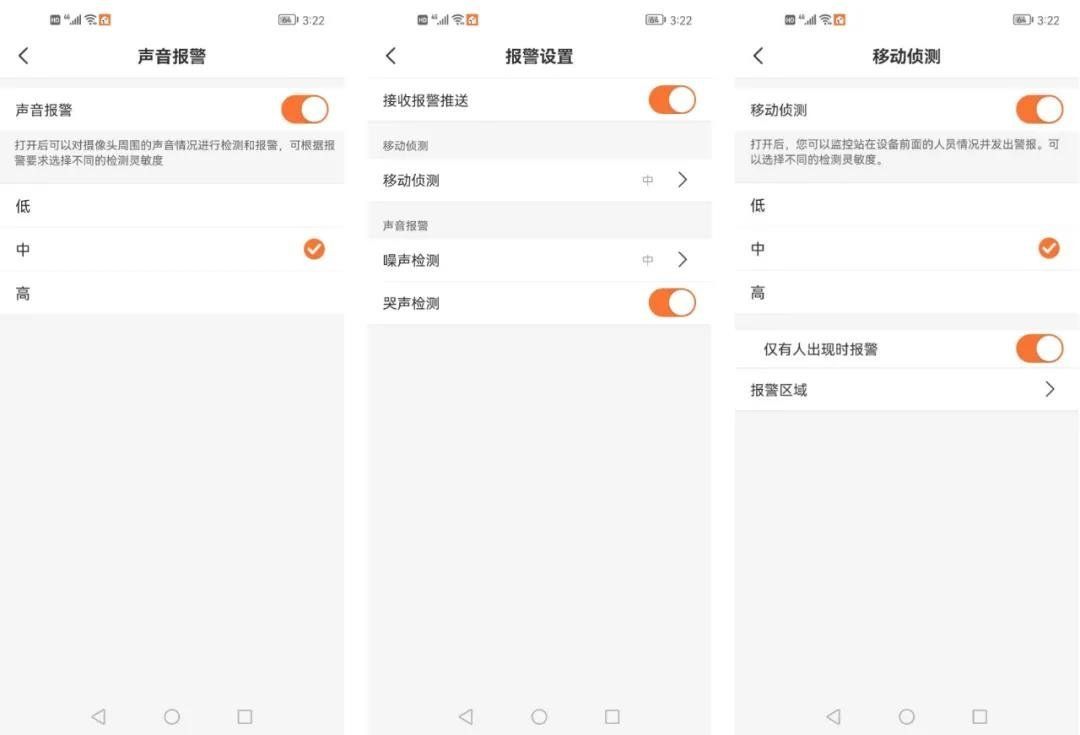 HD 46 64 3:22
声音报警
声音报警
打开后可以对摄像头周围的声音情况进行检测和报警，可根据报
警要求选择不同的检测灵敏度
低
中
高
HD 46 64 3:22
报警设置
接收报警推送
移动侦测
移动侦测 中
声音报警
噪声检测 中
哭声检测
HD 46 64 3:22
移动侦测
移动侦测
打开后，您可以监控站在设备前面的人员情况并发出警报。可
以选择不同的检测灵敏度。
低
中
高
仅有人出现时报警
报警区域